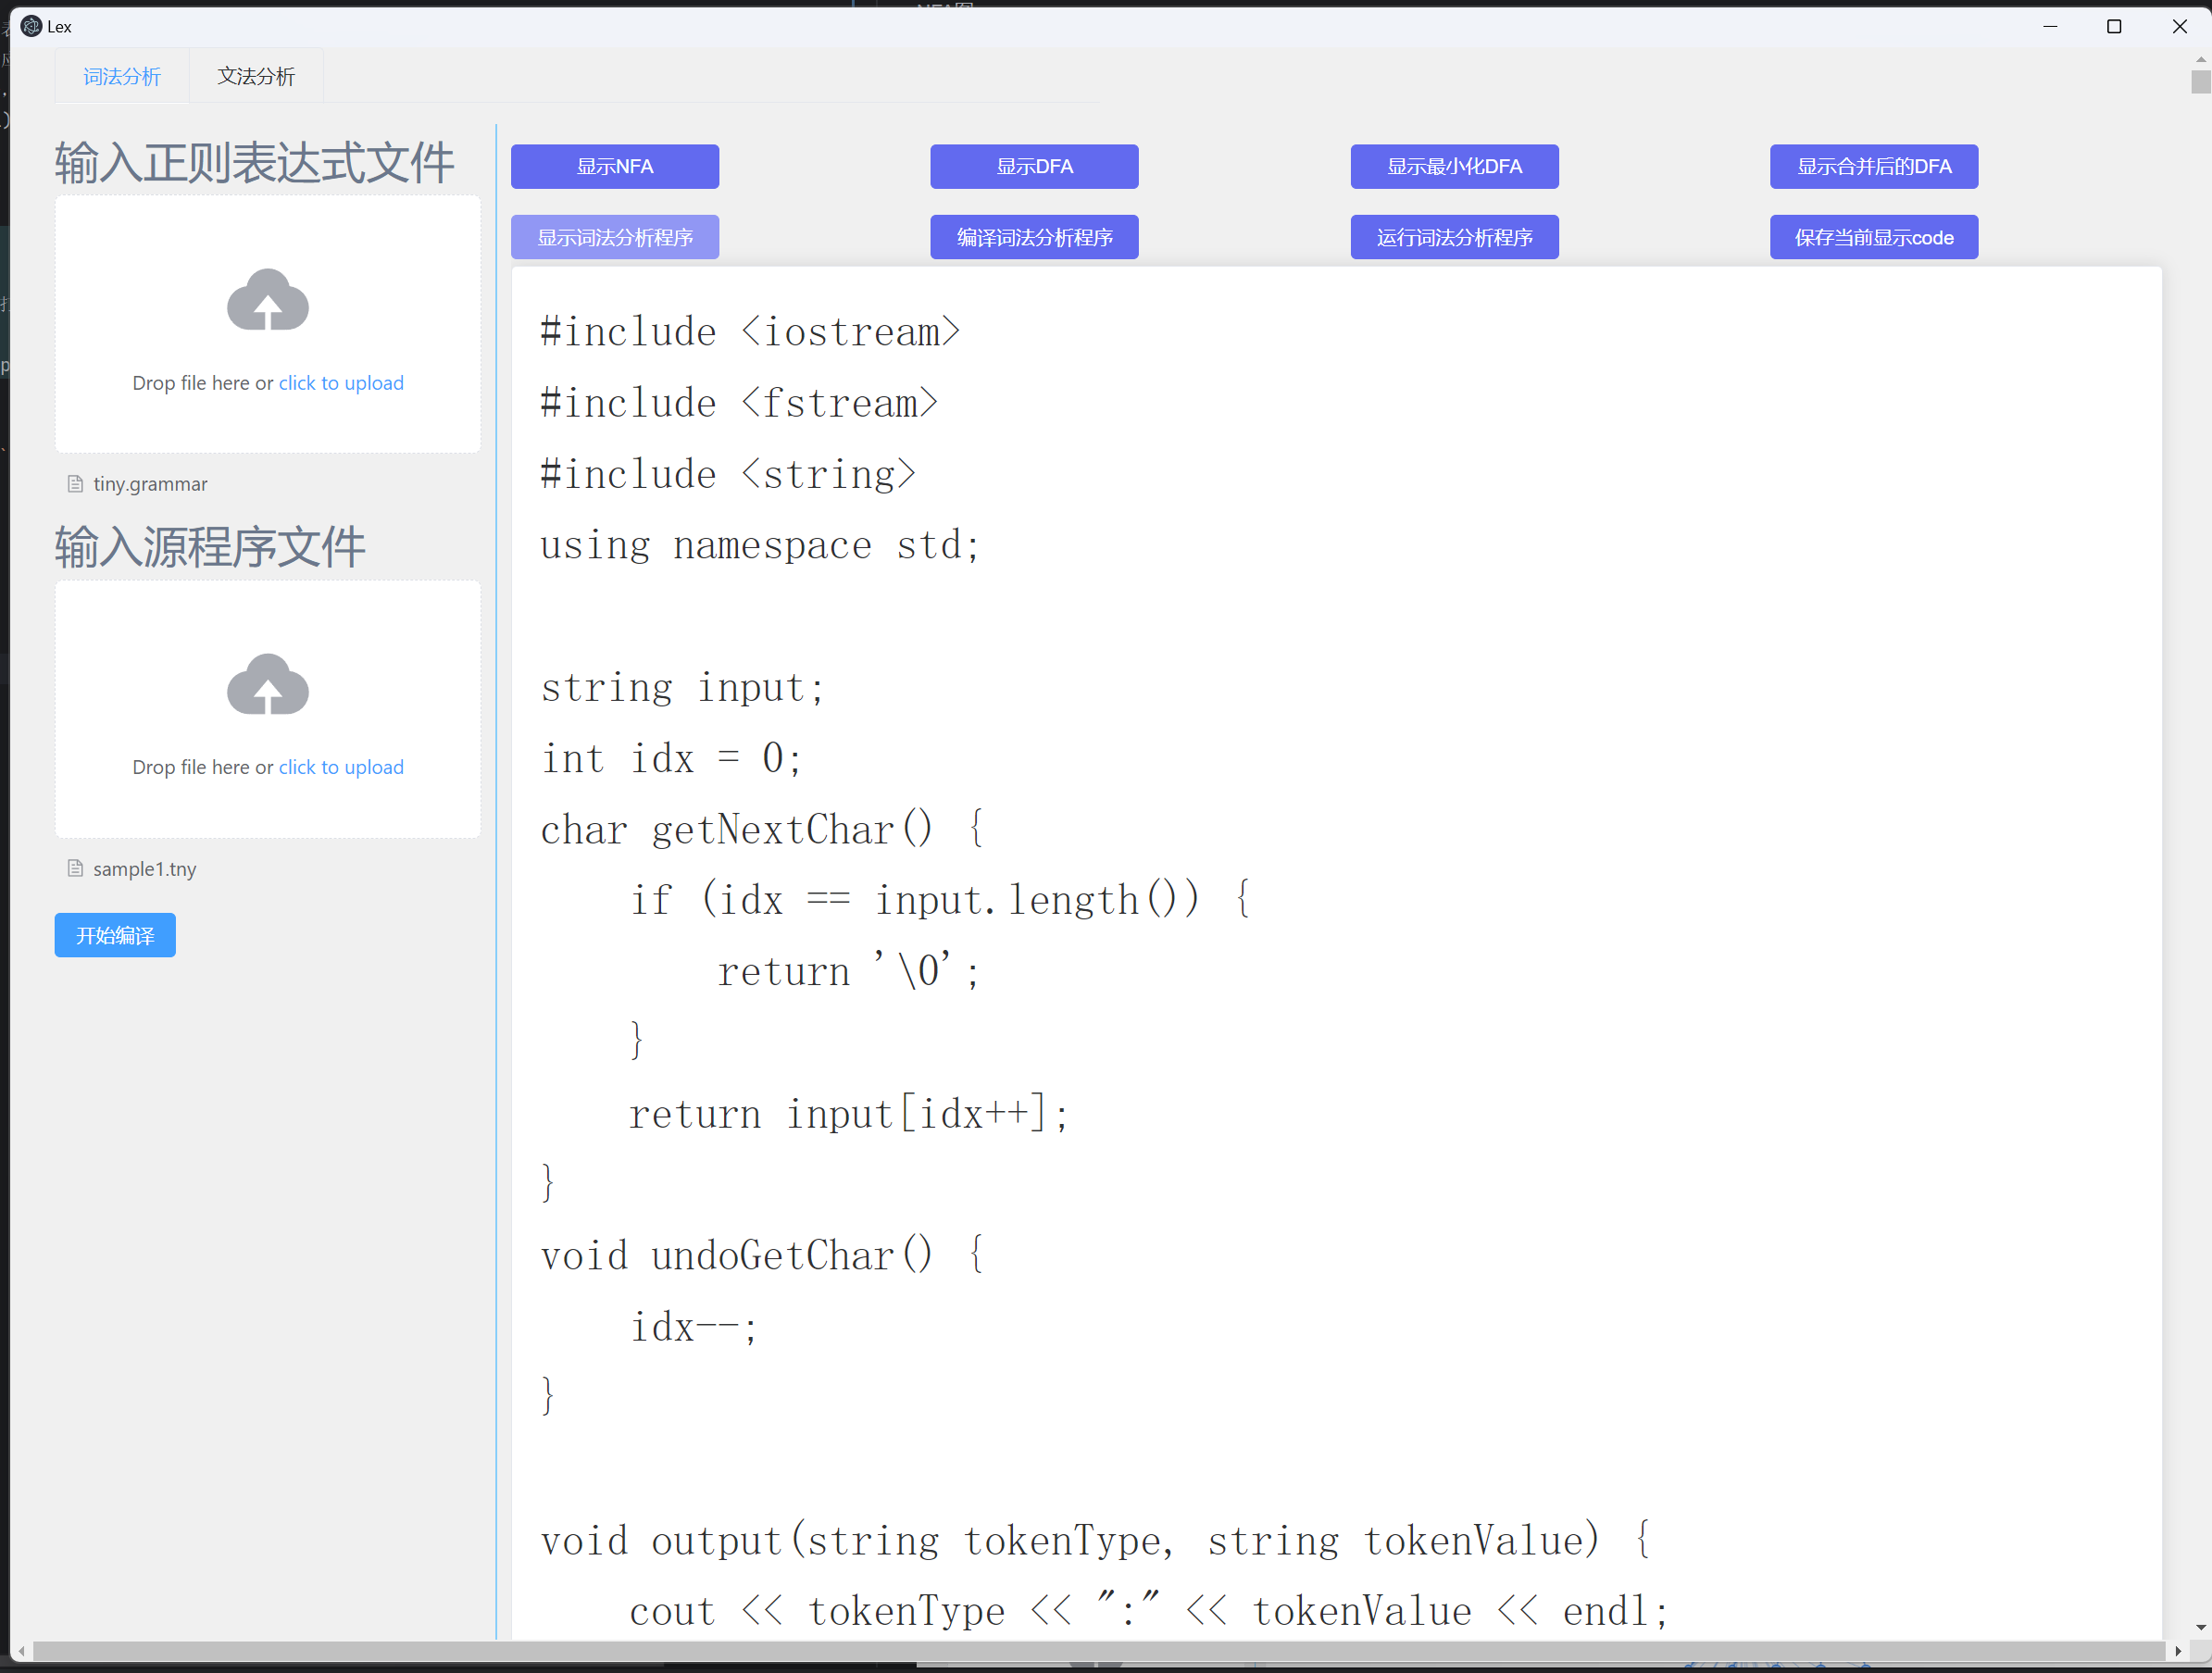 Lex
词法分析
文法分析
输入正则表达式文件
Drop file here or click to upload
tiny.grammar
输入源程序文件
Drop file here or click to upload
sample1.tny
开始编译
显示NFA
显示DFA
显示最小化DFA
显示合并后的DFA
显示词法分析程序
编译词法分析程序
运行词法分析程序
保存当前显示code
#include <iostream>
#include <fstream>
#include <string>
using namespace std;
string input;
int idx = 0;
char getNextChar() {
    if (idx == input.length()) {
        return '\0';
    }
    return input[idx++];
}
void undoGetChar() {
    idx--;
}
void output(string tokenType, string tokenValue) {
    cout << tokenType << ":" << tokenValue << endl;